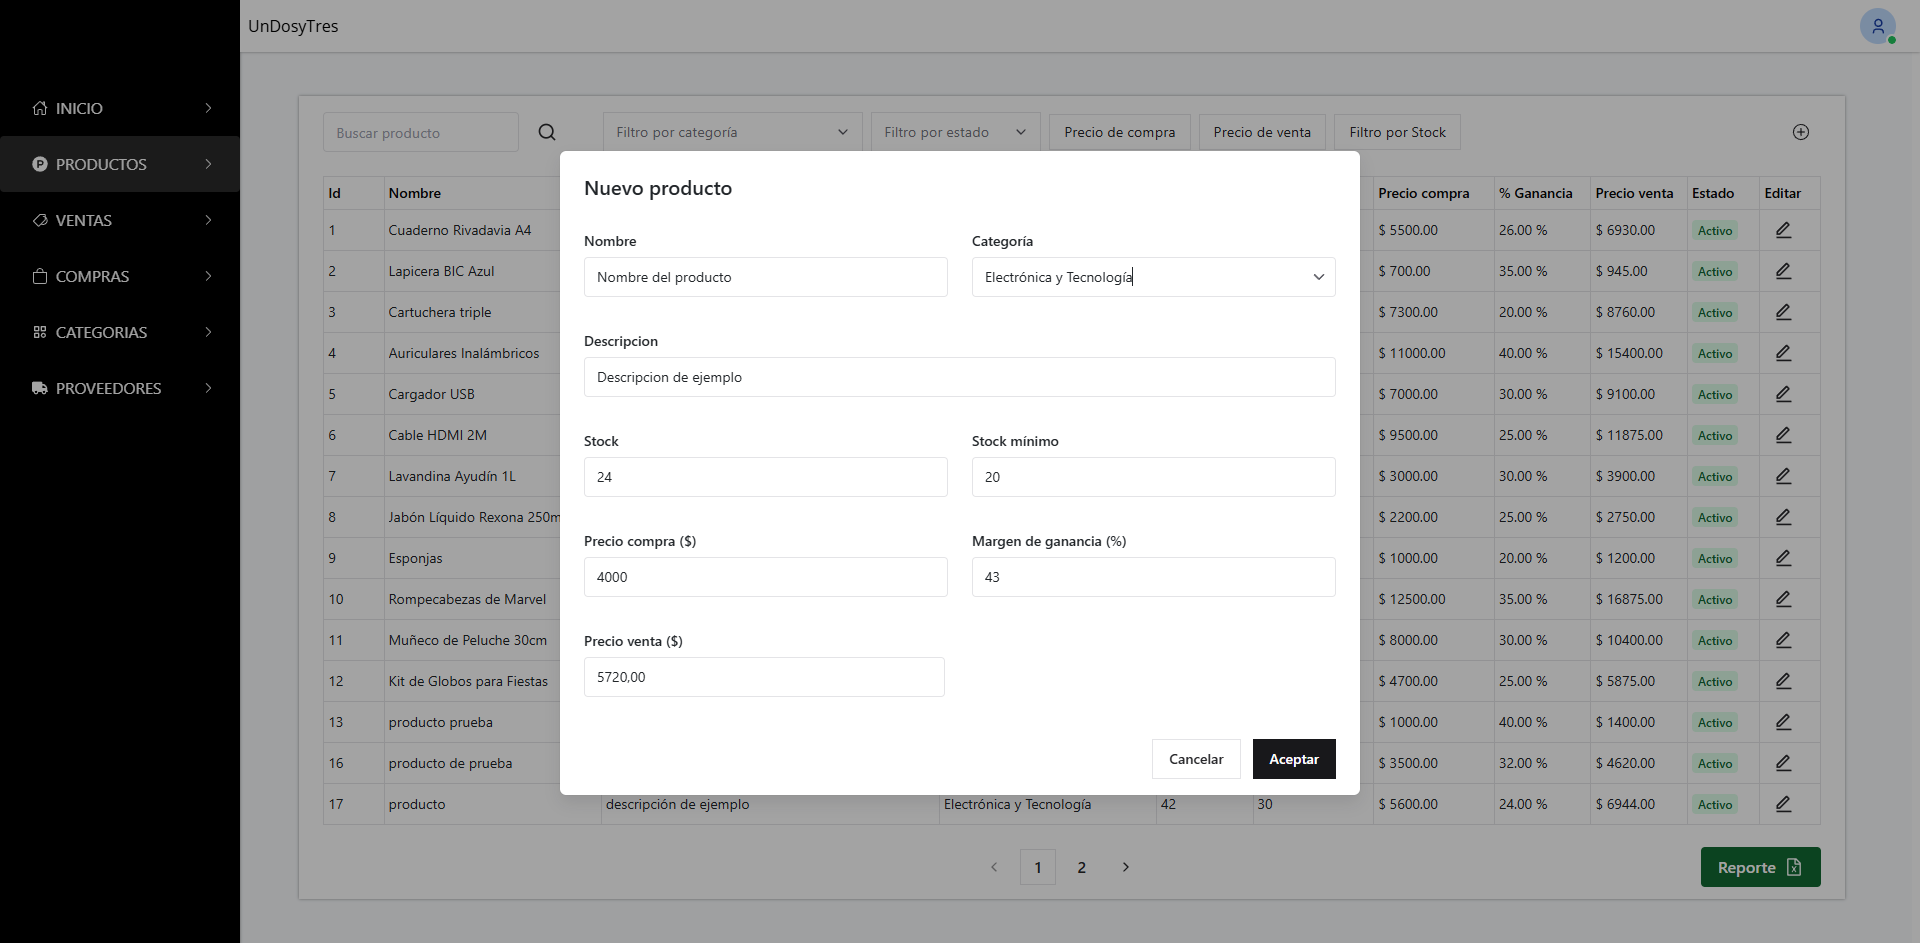 UnDosyTres
INICIO
PRODUCTOS
VENTAS
COMPRAS
CATEGORIAS
PROVEEDORES
Buscar producto
Filtro por categoría
Filtro por estado
Precio de compra
Precio de venta
Filtro por Stock
Nuevo producto
Nombre
Nombre del producto
Categoría
Electrónica y Tecnología
Descripcion
Descripcion de ejemplo
Stock
24
Stock mínimo
20
Precio compra ($)
4000
Margen de ganancia (%)
43
Precio venta ($)
5720,00
Cancelar
Aceptar
Id Nombre Precio compra % Ganancia Precio venta Estado Editar
1 Cuaderno Rivadavia A4 $ 5500.00 26.00 % $ 6930.00 Activo
2 Lapicera BIC Azul $ 700.00 35.00 % $ 945.00 Activo
3 Cartuchera triple $ 7300.00 20.00 % $ 8760.00 Activo
4 Auriculares Inalámbricos $ 11000.00 40.00 % $ 15400.00 Activo
5 Cargador USB $ 7000.00 30.00 % $ 9100.00 Activo
6 Cable HDMI 2M $ 9500.00 25.00 % $ 11875.00 Activo
7 Lavandina Ayudín 1L $ 3000.00 30.00 % $ 3900.00 Activo
8 Jabón Líquido Rexona 250m $ 2200.00 25.00 % $ 2750.00 Activo
9 Esponjas $ 1000.00 20.00 % $ 1200.00 Activo
10 Rompecabezas de Marvel $ 12500.00 35.00 % $ 16875.00 Activo
11 Muñeco de Peluche 30cm $ 8000.00 30.00 % $ 10400.00 Activo
12 Kit de Globos para Fiestas $ 4700.00 25.00 % $ 5875.00 Activo
13 producto prueba $ 1000.00 40.00 % $ 1400.00 Activo
16 producto de prueba $ 3500.00 32.00 % $ 4620.00 Activo
17 producto descripción de ejemplo Electrónica y Tecnología 42 30 $ 5600.00 24.00 % $ 6944.00 Activo
1 2
Reporte